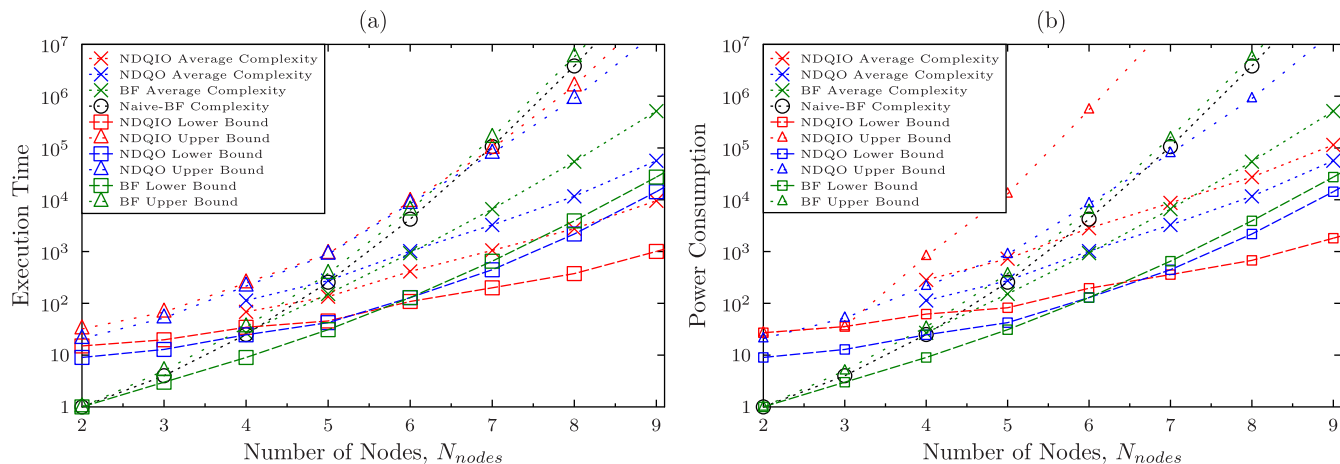 (a)
10^7
10^6
10^5
10^4
10^3
10^2
10
1
Execution Time
NDQIO Average Complexity
NDQO Average Complexity
BF Average Complexity
Naive-BF Complexity
NDQIO Lower Bound
NDQIO Upper Bound
NDQO Lower Bound
NDQO Upper Bound
BF Lower Bound
BF Upper Bound
2 3 4 5 6 7 8 9
Number of Nodes, N_{nodes}
(b)
10^7
10^6
10^5
10^4
10^3
10^2
10
1
Power Consumption
NDQIO Average Complexity
NDQO Average Complexity
BF Average Complexity
Naive-BF Complexity
NDQIO Lower Bound
NDQIO Upper Bound
NDQO Lower Bound
NDQO Upper Bound
BF Lower Bound
BF Upper Bound
2 3 4 5 6 7 8 9
Number of Nodes, N_{nodes}